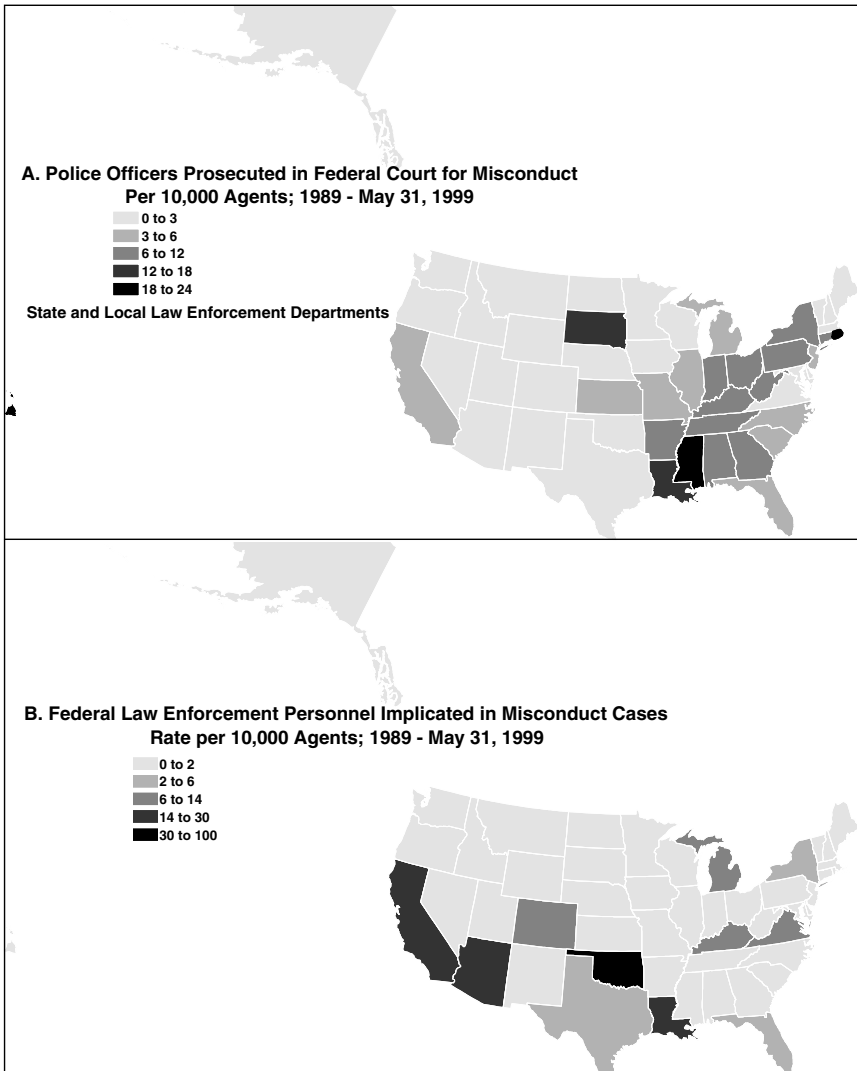 A. Police Officers Prosecuted in Federal Court for Misconduct
Per 10,000 Agents; 1989 - May 31, 1999
0 to 3
3 to 6
6 to 12
12 to 18
18 to 24
State and Local Law Enforcement Departments
B. Federal Law Enforcement Personnel Implicated in Misconduct Cases
Rate per 10,000 Agents; 1989 - May 31, 1999
0 to 2
2 to 6
6 to 14
14 to 30
30 to 100